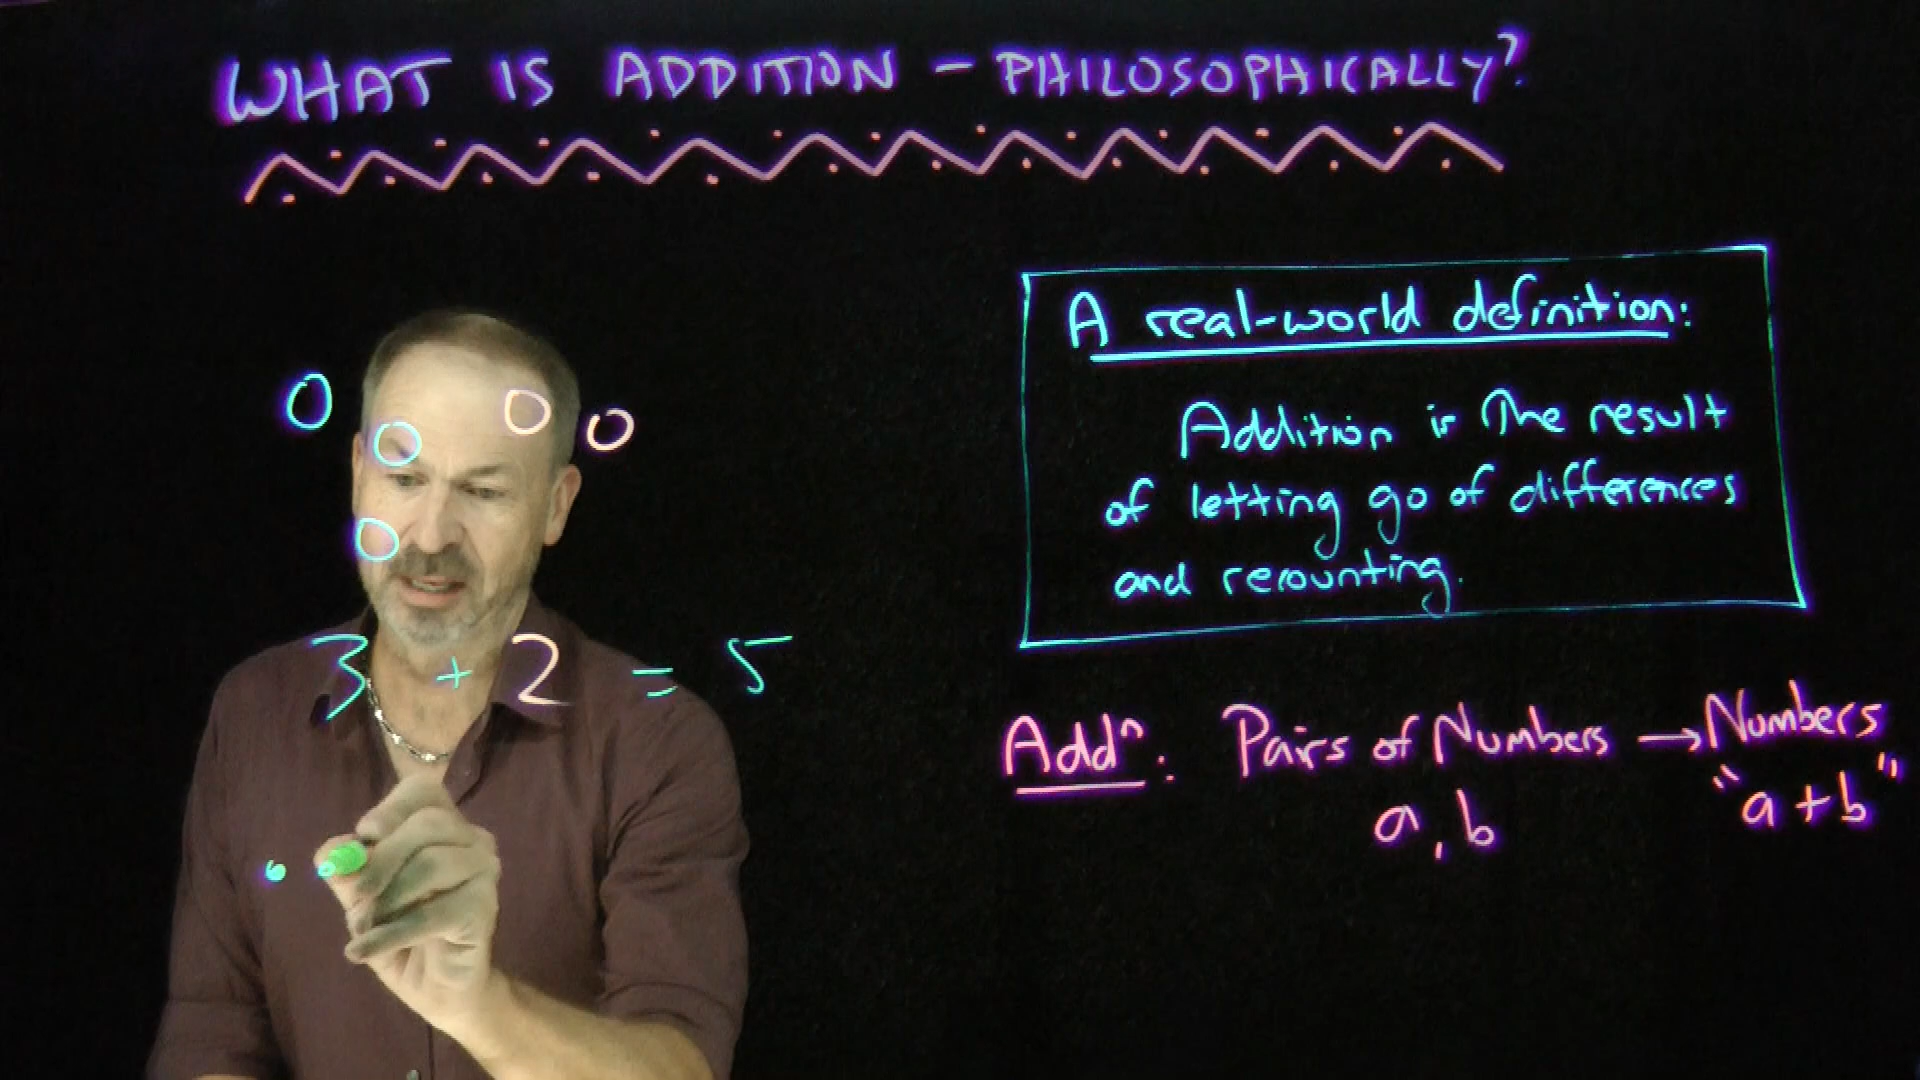 WHAT IS ADDITION - PHILOSOPHICALLY?
A real-world definition:
Addition is the result
of letting go of differences
and recounting.
3 + 2 = 5
Addⁿ: Pairs of Numbers → Numbers
a, b "a + b"